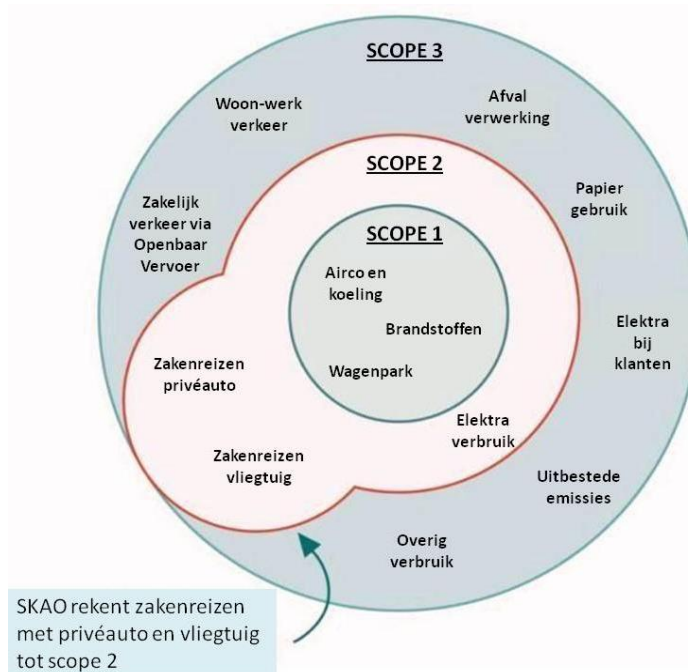 SCOPE 3
Woon-werk
verkeer
Afval
verwerking
SCOPE 2
Zakelijk
verkeer via
Openbaar
Vervoer
Papier
gebruik
SCOPE 1
Airco en
koeling
Brandstoffen
Wagenpark
Elektra
bij
klanten
Zakenreizen
privéauto
Elektra
verbruik
Zakenreizen
vliegtuig
Uitbestede
emissies
Overig
verbruik
SKAO rekent zakenreizen
met privéauto en vliegtuig
tot scope 2